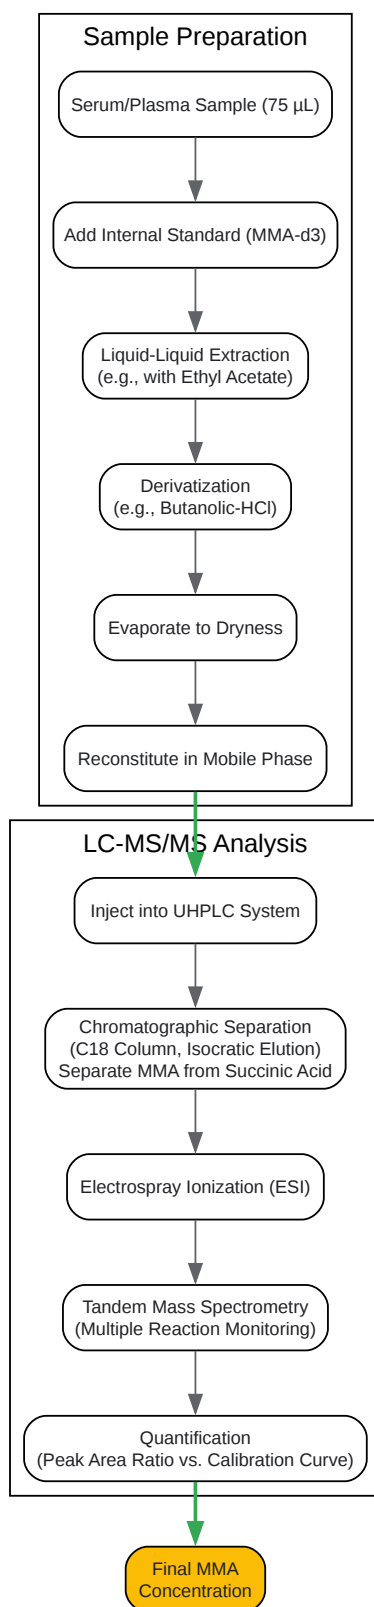 Sample Preparation
Serum/Plasma Sample (75 µL)
Add Internal Standard (MMA-d3)
Liquid-Liquid Extraction
(e.g., with Ethyl Acetate)
Derivatization
(e.g., Butanolic-HCl)
Evaporate to Dryness
Reconstitute in Mobile Phase
LC-MS/MS Analysis
Inject into UHPLC System
Chromatographic Separation
(C18 Column, Isocratic Elution)
Separate MMA from Succinic Acid
Electrospray Ionization (ESI)
Tandem Mass Spectrometry
(Multiple Reaction Monitoring)
Quantification
(Peak Area Ratio vs. Calibration Curve)
Final MMA
Concentration